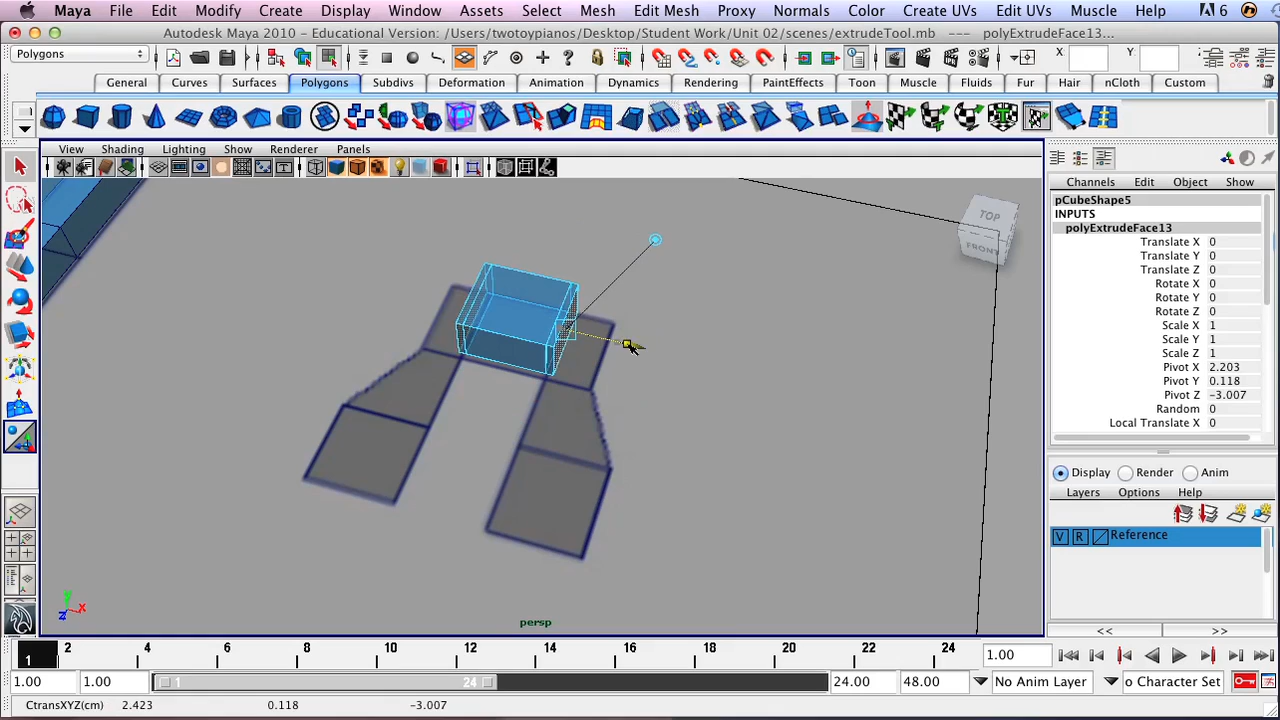 Maya File Edit Modify Create Display Window Assets Select Mesh Edit Mesh Proxy Normals Color Create UVs Edit UVs Muscle Help 6
Autodesk Maya 2010 - Educational Version: /Users/twotoypianos/Desktop/Student Work/Unit 02/scenes/extrudeTool.mb --- polyExtrudeFace13...
Polygons X Y
General Curves Surfaces Polygons Subdivs Deformation Animation Dynamics Rendering PaintEffects Toon Muscle Fluids Fur Hair nCloth Custom
View Shading Lighting Show Renderer Panels
Channels Edit Object Show
pCubeShape5
INPUTS
polyExtrudeFace13
Translate X 0
Translate Y 0
Translate Z 0
Rotate X 0
Rotate Y 0
Rotate Z 0
Scale X 1
Scale Y 1
Scale Z 1
Pivot X 2.203
Pivot Y 0.118
Pivot Z -3.007
Random 0
Local Translate X 0
TOP
FRONT
Display Render Anim
Layers Options Help
V R Reference
y x z
persp
<< >>
1 2 4 6 8 10 12 14 16 18 20 22 24 1.00
1.00 1.00 1 24 24.00 48.00 No Anim Layer o Character Set
CtransXYZ(cm) 2.423 0.118 -3.007